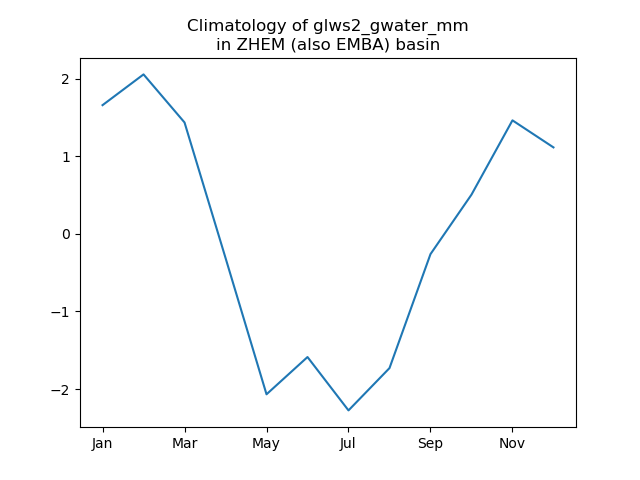 Climatology of glws2_gwater_mm
in ZHEM (also EMBA) basin
2
1
0
−1
−2
Jan Mar May Jul Sep Nov